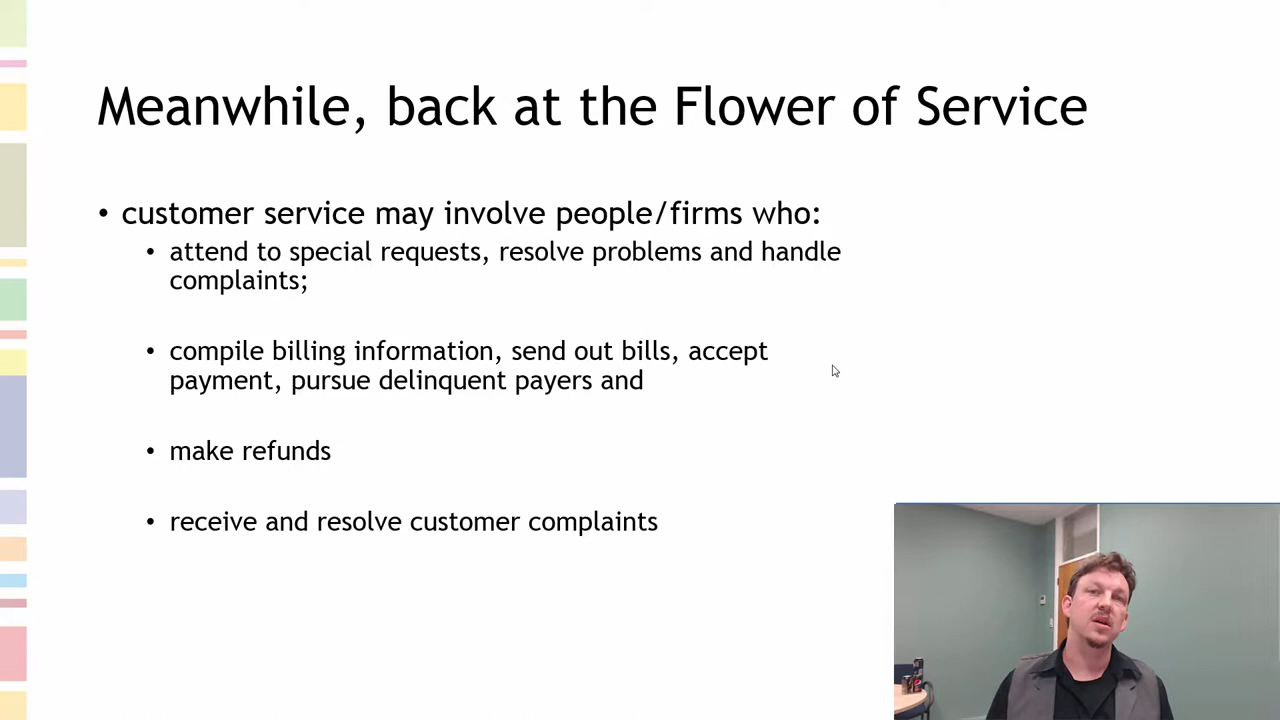 Meanwhile, back at the Flower of Service
• customer service may involve people/firms who:
• attend to special requests, resolve problems and handle
complaints;
• compile billing information, send out bills, accept
payment, pursue delinquent payers and
• make refunds
• receive and resolve customer complaints